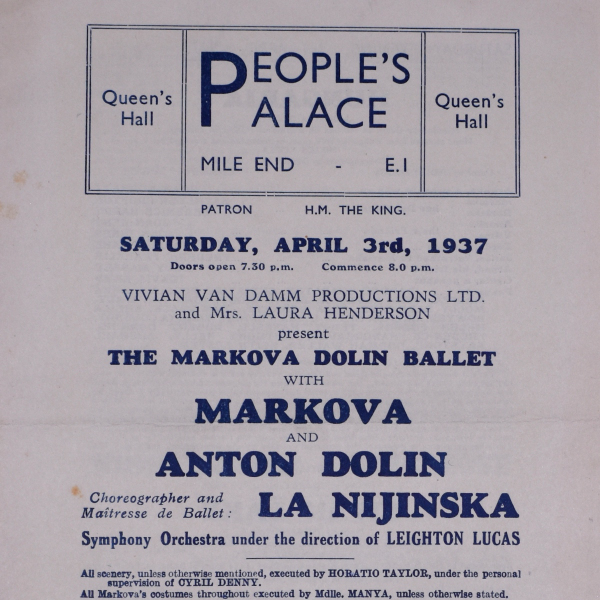 Queen's
Hall
PEOPLE'S
PALACE
MILE END - E.1
Queen's
Hall
PATRON H.M. THE KING.
SATURDAY, APRIL 3rd, 1937
Doors open 7.30 p.m. Commence 8.0 p.m.
VIVIAN VAN DAMM PRODUCTIONS LTD.
and Mrs. LAURA HENDERSON
present
THE MARKOVA DOLIN BALLET
WITH
MARKOVA
AND
ANTON DOLIN
Choreographer and
Maîtresse de Ballet: LA NIJINSKA
Symphony Orchestra under the direction of LEIGHTON LUCAS
All scenery, unless otherwise mentioned, executed by HORATIO TAYLOR, under the personal
supervision of CYRIL DENNY.
All Markova's costumes throughout executed by Mdlle. MANYA, unless otherwise stated.